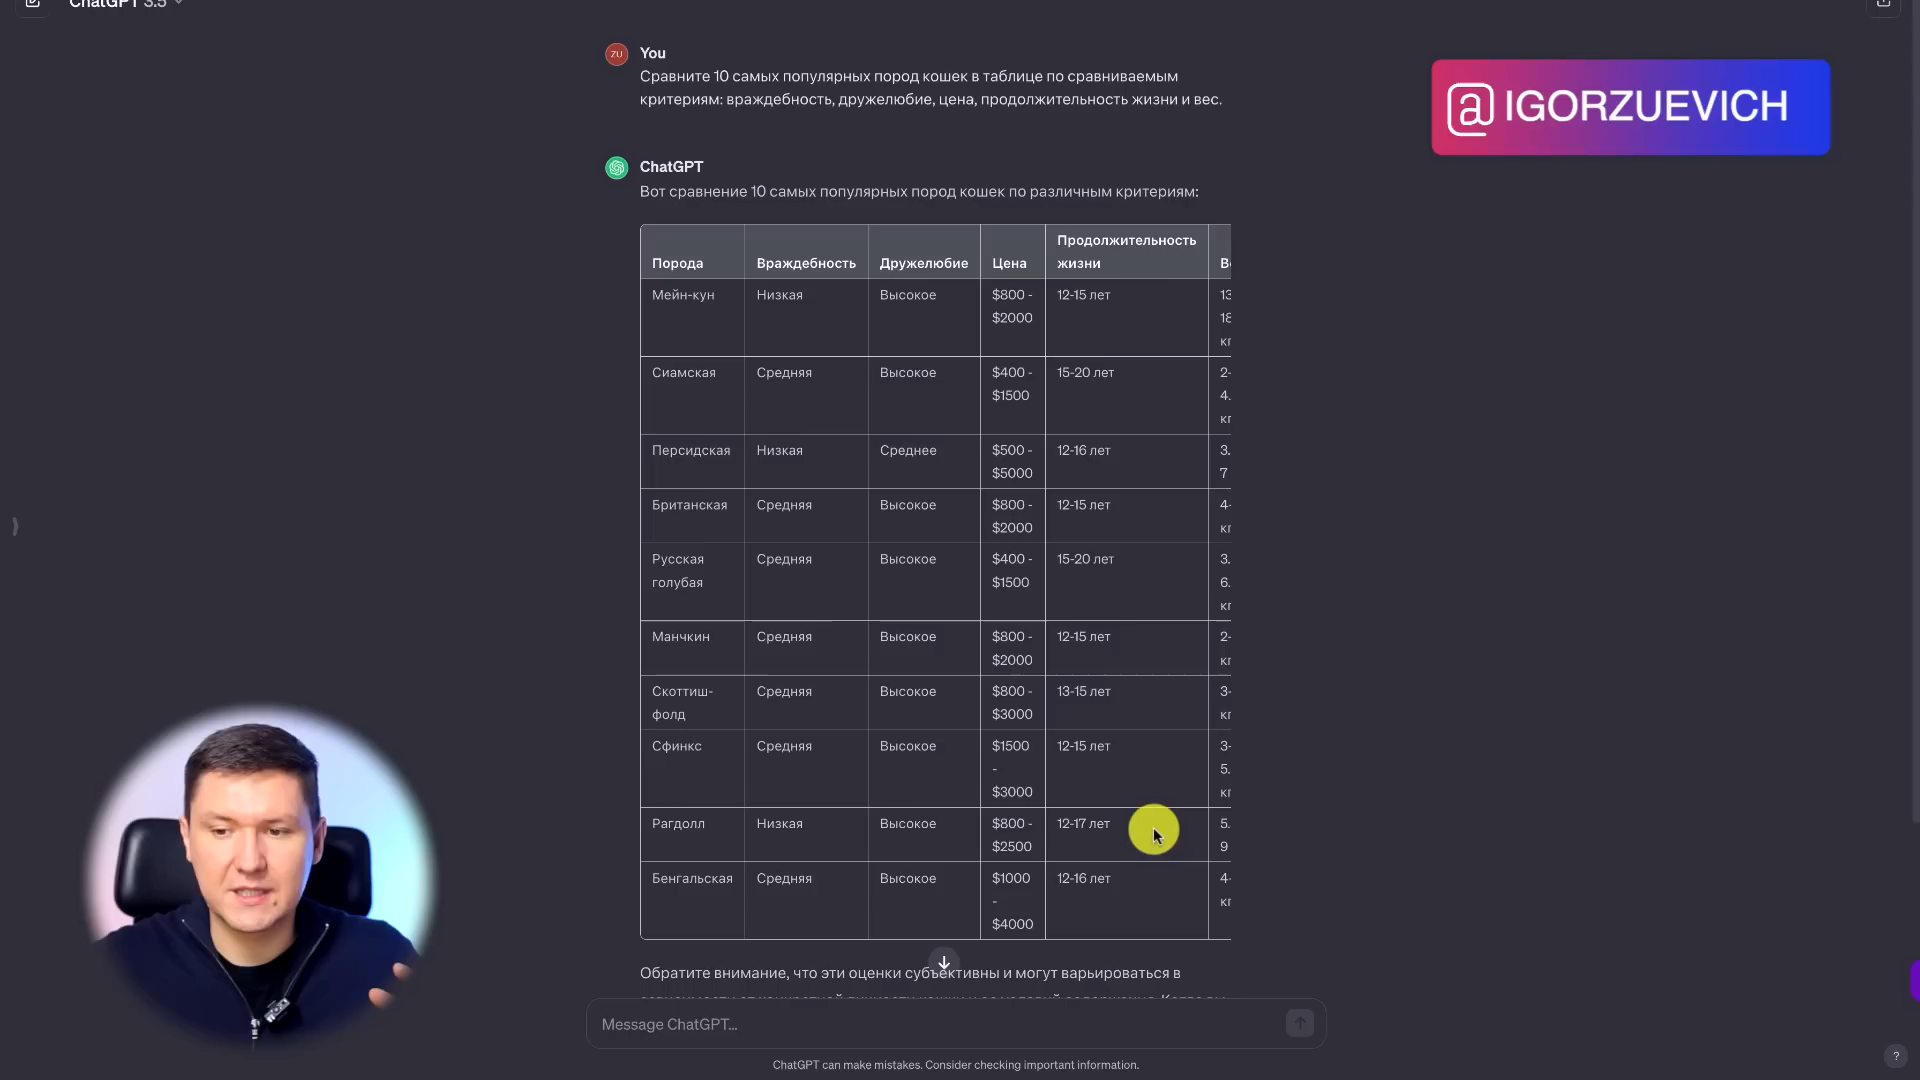 ChatGPT 3.5
@IGORZUEVICH
You
ZU
Сравните 10 самых популярных пород кошек в таблице по сравниваемым
критериям: враждебность, дружелюбие, цена, продолжительность жизни и вес.
ChatGPT
Вот сравнение 10 самых популярных пород кошек по различным критериям:
Порода Враждебность Дружелюбие Цена Продолжительность жизни
Мейн-кун Низкая Высокое $800 - $2000 12-15 лет
Сиамская Средняя Высокое $400 - $1500 15-20 лет
Персидская Низкая Среднее $500 - $5000 12-16 лет
Британская Средняя Высокое $800 - $2000 12-15 лет
Русская голубая Средняя Высокое $400 - $1500 15-20 лет
Манчкин Средняя Высокое $800 - $2000 12-15 лет
Скоттиш-фолд Средняя Высокое $800 - $3000 13-15 лет
Сфинкс Средняя Высокое $1500 - $3000 12-15 лет
Рагдолл Низкая Высокое $800 - $2500 12-17 лет
Бенгальская Средняя Высокое $1000 - $4000 12-16 лет
Обратите внимание, что эти оценки субъективны и могут варьироваться в
Message ChatGPT...
ChatGPT can make mistakes. Consider checking important information.
?